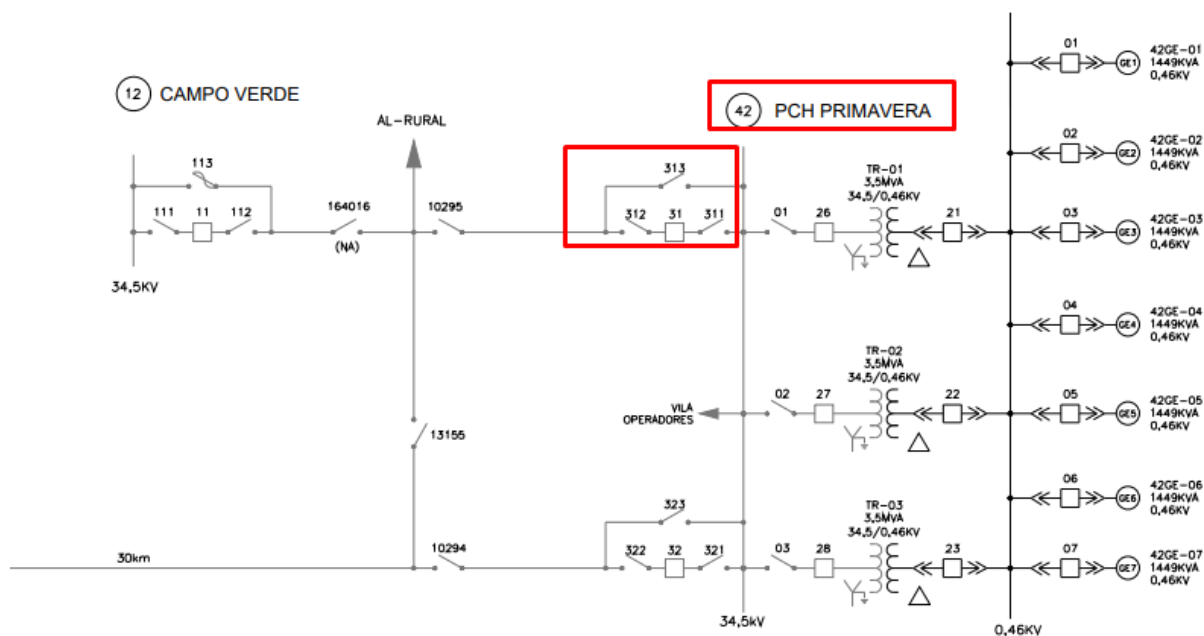 12 CAMPO VERDE
AL-RURAL
113
111 11 112
164016
(NA)
10295
34,5KV
13155
30km
10294
42 PCH PRIMAVERA
313
312 31 311
323
322 32 321
34,5kV
VILA
OPERADORES
TR-01
3.5MVA
34.5/0.46KV
01 26 21
TR-02
3.5MVA
34.5/0.46KV
02 27 22
TR-03
3.5MVA
34.5/0.46KV
03 28 23
0,46KV
01
GE1
42GE-01
1449KVA
0,46KV
02
GE2
42GE-02
1449KVA
0,46KV
03
GE3
42GE-03
1449KVA
0,46KV
04
GE4
42GE-04
1449KVA
0,46KV
05
GE5
42GE-05
1449KVA
0,46KV
06
GE6
42GE-06
1449KVA
0,46KV
07
GE7
42GE-07
1449KVA
0,46KV